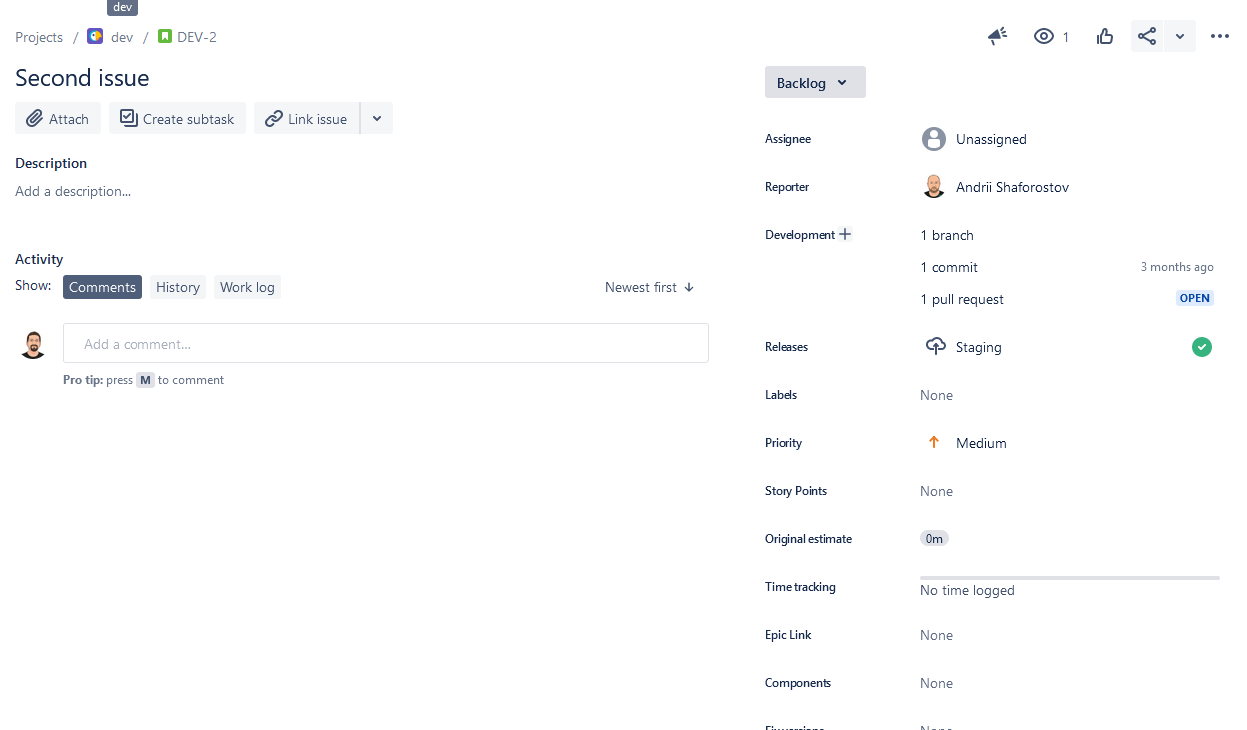 dev
Projects / dev / DEV-2
1
Second issue
Backlog
Attach
Create subtask
Link issue
Description
Add a description...
Activity
Show:
Comments
History
Work log
Newest first
Add a comment...
Pro tip: press M to comment
Assignee
Unassigned
Reporter
Andrii Shaforostov
Development
1 branch
1 commit
3 months ago
1 pull request
OPEN
Releases
Staging
Labels
None
Priority
Medium
Story Points
None
Original estimate
0m
Time tracking
No time logged
Epic Link
None
Components
None